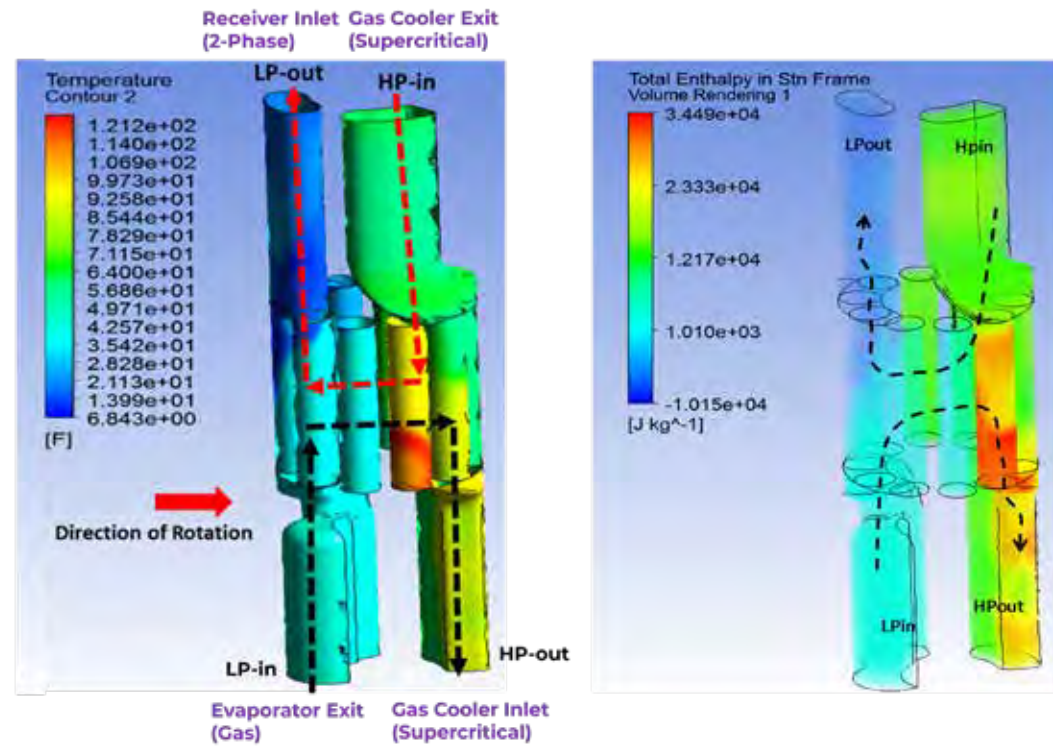 Receiver Inlet
(2-Phase)
Gas Cooler Exit
(Supercritical)
LP-out
HP-in
Temperature
Contour 2
1.212e+02
1.140e+02
1.069e+02
9.973e+01
9.258e+01
8.544e+01
7.829e+01
7.115e+01
6.400e+01
5.686e+01
4.971e+01
4.257e+01
3.542e+01
2.828e+01
2.113e+01
1.399e+01
6.843e+00
[F]
Direction of Rotation
LP-in
HP-out
Evaporator Exit
(Gas)
Gas Cooler Inlet
(Supercritical)
Total Enthalpy in Stn Frame
Volume Rendering 1
3.449e+04
2.333e+04
1.217e+04
1.010e+03
-1.015e+04
[J kg^-1]
LPout
Hpin
LPin
HPout